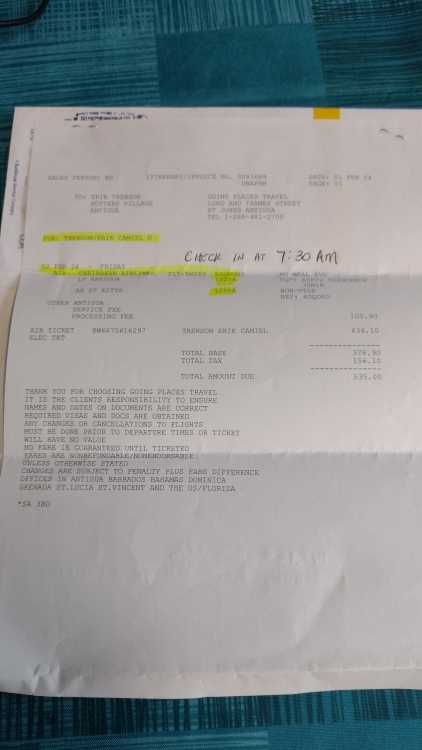 SALES PERSON: ITINERARY/INVOICE NO. 0083669 DATE: 01 FEB 24
PAGE: 01
TO: ERIK TRENSON GOING PLACES TRAVEL
POTTERS VILLAGE LONG AND THAMES STREET
ANTIGUA ST JOHNS ANTIGUA
TEL 1-268-481-2700
FOR: TRENSON/ERIK CAMIEL
CHECK IN AT 7:30 AM
02 FEB 24 FRIDAY
AIR CARIBBEAN AIRLINES NO MEAL SVC
LV ANTIGUA 1025A
30MIN
AR ST KITTS 1055A NON-STOP
REF:
OTHER ANTIGUA
SERVICE FEE
PROCESSING FEE 100.90
AIR TICKET BW6675616297 TRENSON ERIK CAMIEL 434.10
ELEC TKT
TOTAL BASE 378.90
TOTAL TAX 156.10
TOTAL AMOUNT DUE 535.00
THANK YOU FOR CHOOSING GOING PLACES TRAVEL
IT IS THE CLIENTS RESPONSIBILITY TO ENSURE
NAMES AND DATES ON DOCUMENTS ARE CORRECT
REQUIRED VISAS AND DOCS ARE OBTAINED
ANY CHANGES OR CANCELLATIONS TO FLIGHTS
MUST BE DONE PRIOR TO DEPARTURE TIMES OR TICKET
WILL HAVE NO VALUE
NO FARE IS GUARANTEED UNTIL TICKETED
FARES ARE NONREFUNDABLE/NONENDORSABLE
UNLESS OTHERWISE STATED
CHANGES ARE SUBJECT TO PENALTY PLUS FARE DIFFERENCE
OFFICES IN ANTIGUA BARBADOS BAHAMAS DOMINICA
GRENADA ST.LUCIA ST.VINCENT AND THE US/FLORIDA